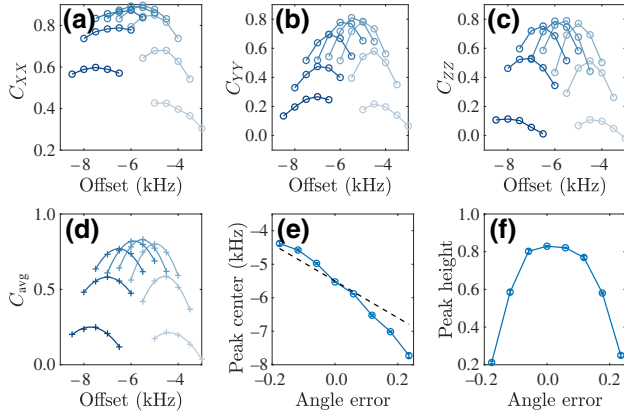 (a)
C_XX
0.8
0.6
0.4
0.2
−8 −6 −4
Offset (kHz)
(b)
C_YY
0.8
0.6
0.4
0.2
0.0
−8 −6 −4
Offset (kHz)
(c)
C_ZZ
0.8
0.6
0.4
0.2
0.0
−8 −6 −4
Offset (kHz)
(d)
C_avg
1.0
0.5
0.0
−8 −6 −4
Offset (kHz)
(e)
Peak center (kHz)
−4
−5
−6
−7
−8
−0.2 0.0 0.2
Angle error
(f)
Peak height
1.0
0.8
0.6
0.4
0.2
−0.2 0.0 0.2
Angle error